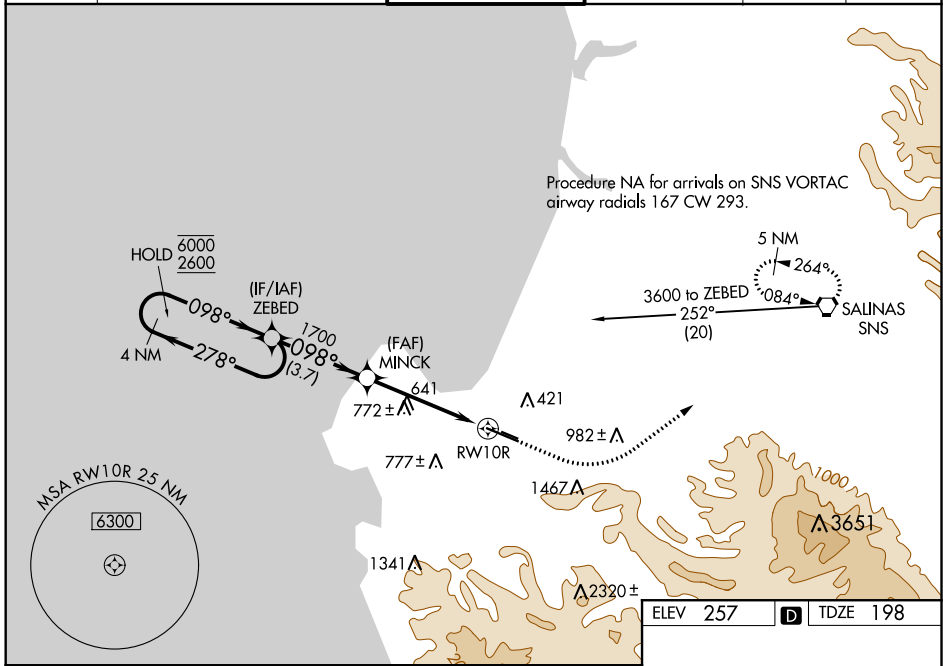 Procedure NA for arrivals on SNS VORTAC
airway radials 167 CW 293.
5 NM
264°
084°
SALINAS
SNS
3600 to ZEBED
252°
(20)
HOLD
6000
2600
(IF/IAF)
ZEBED
098°
4 NM
278°
1700
098°
(3.7)
(FAF)
MINCK
641
772±
421
RW10R
982±
777±
1467
1000
3651
1341
2320±
MSA RW10R 25 NM
6300
ELEV 257 D TDZE 198